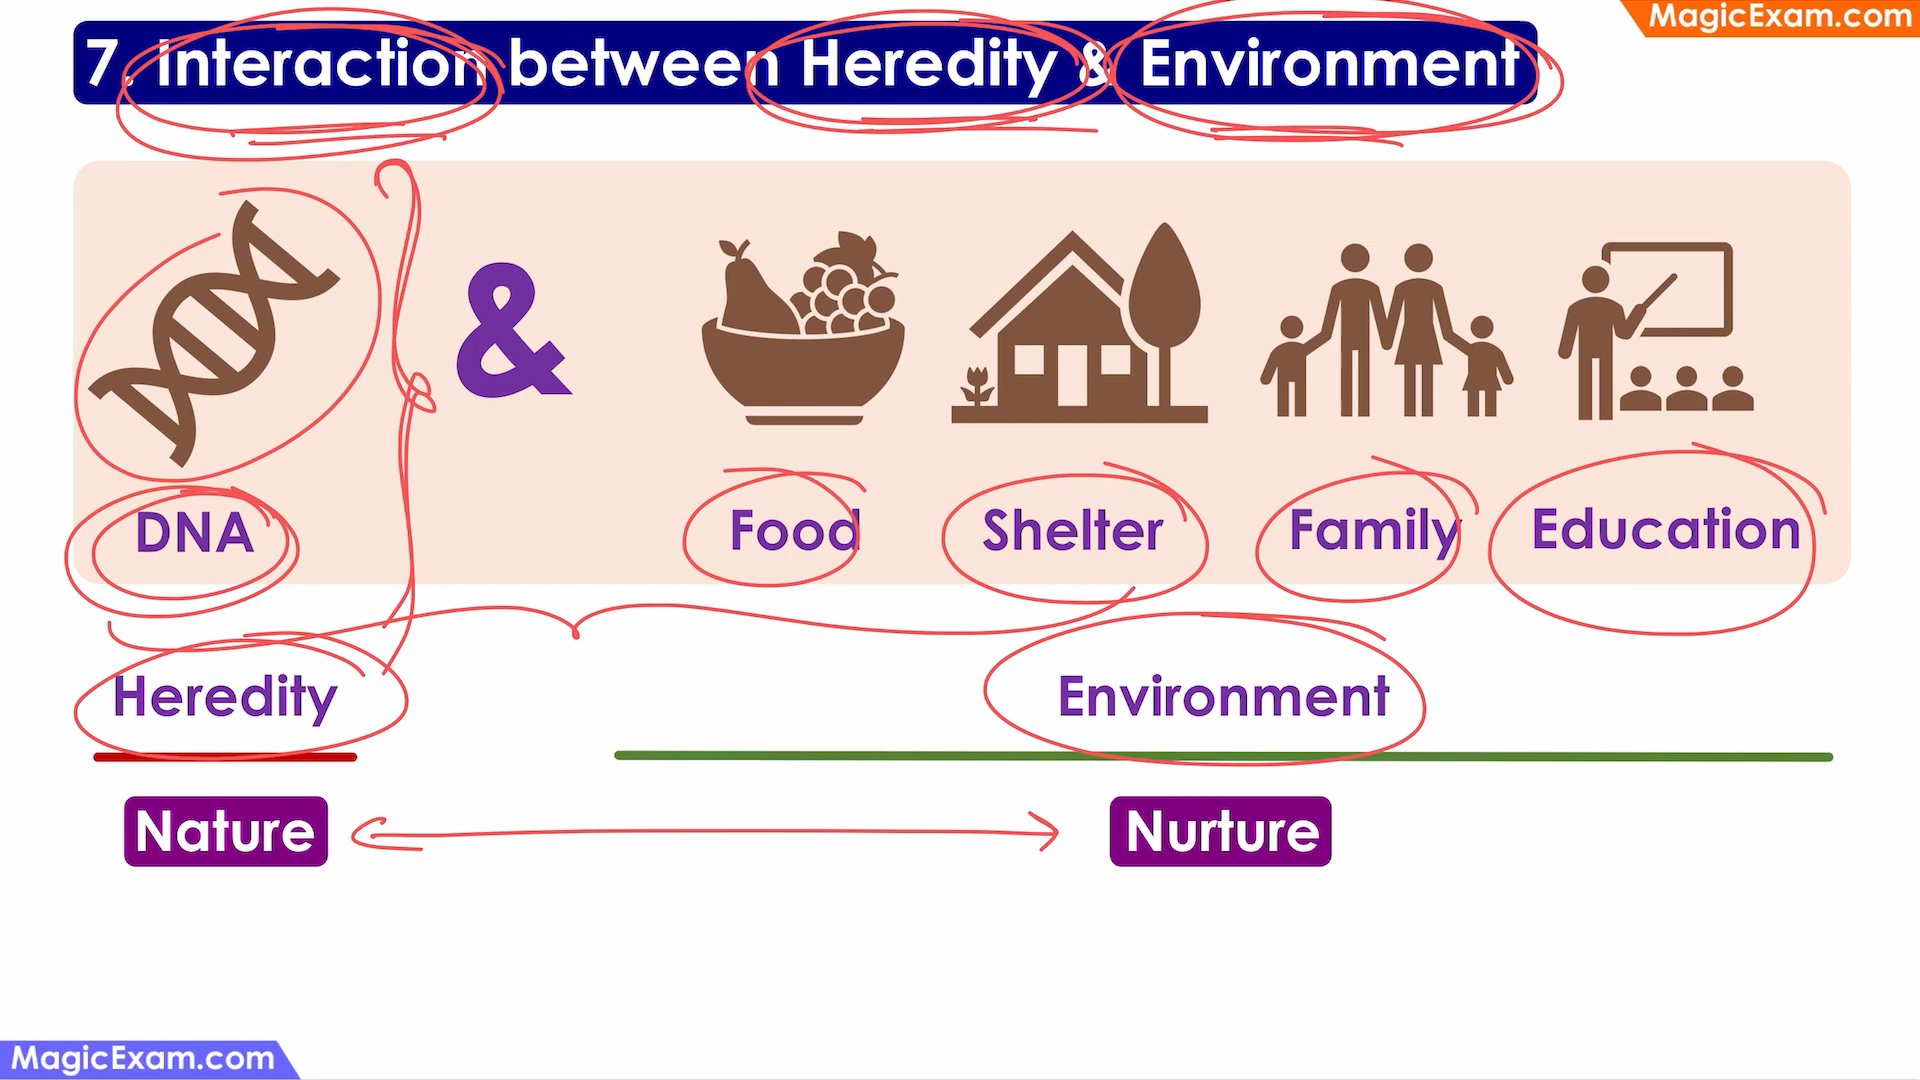 MagicExam.com
7. Interaction between Heredity & Environment
&
DNA Food Shelter Family Education
Heredity Environment
Nature Nurture
MagicExam.com